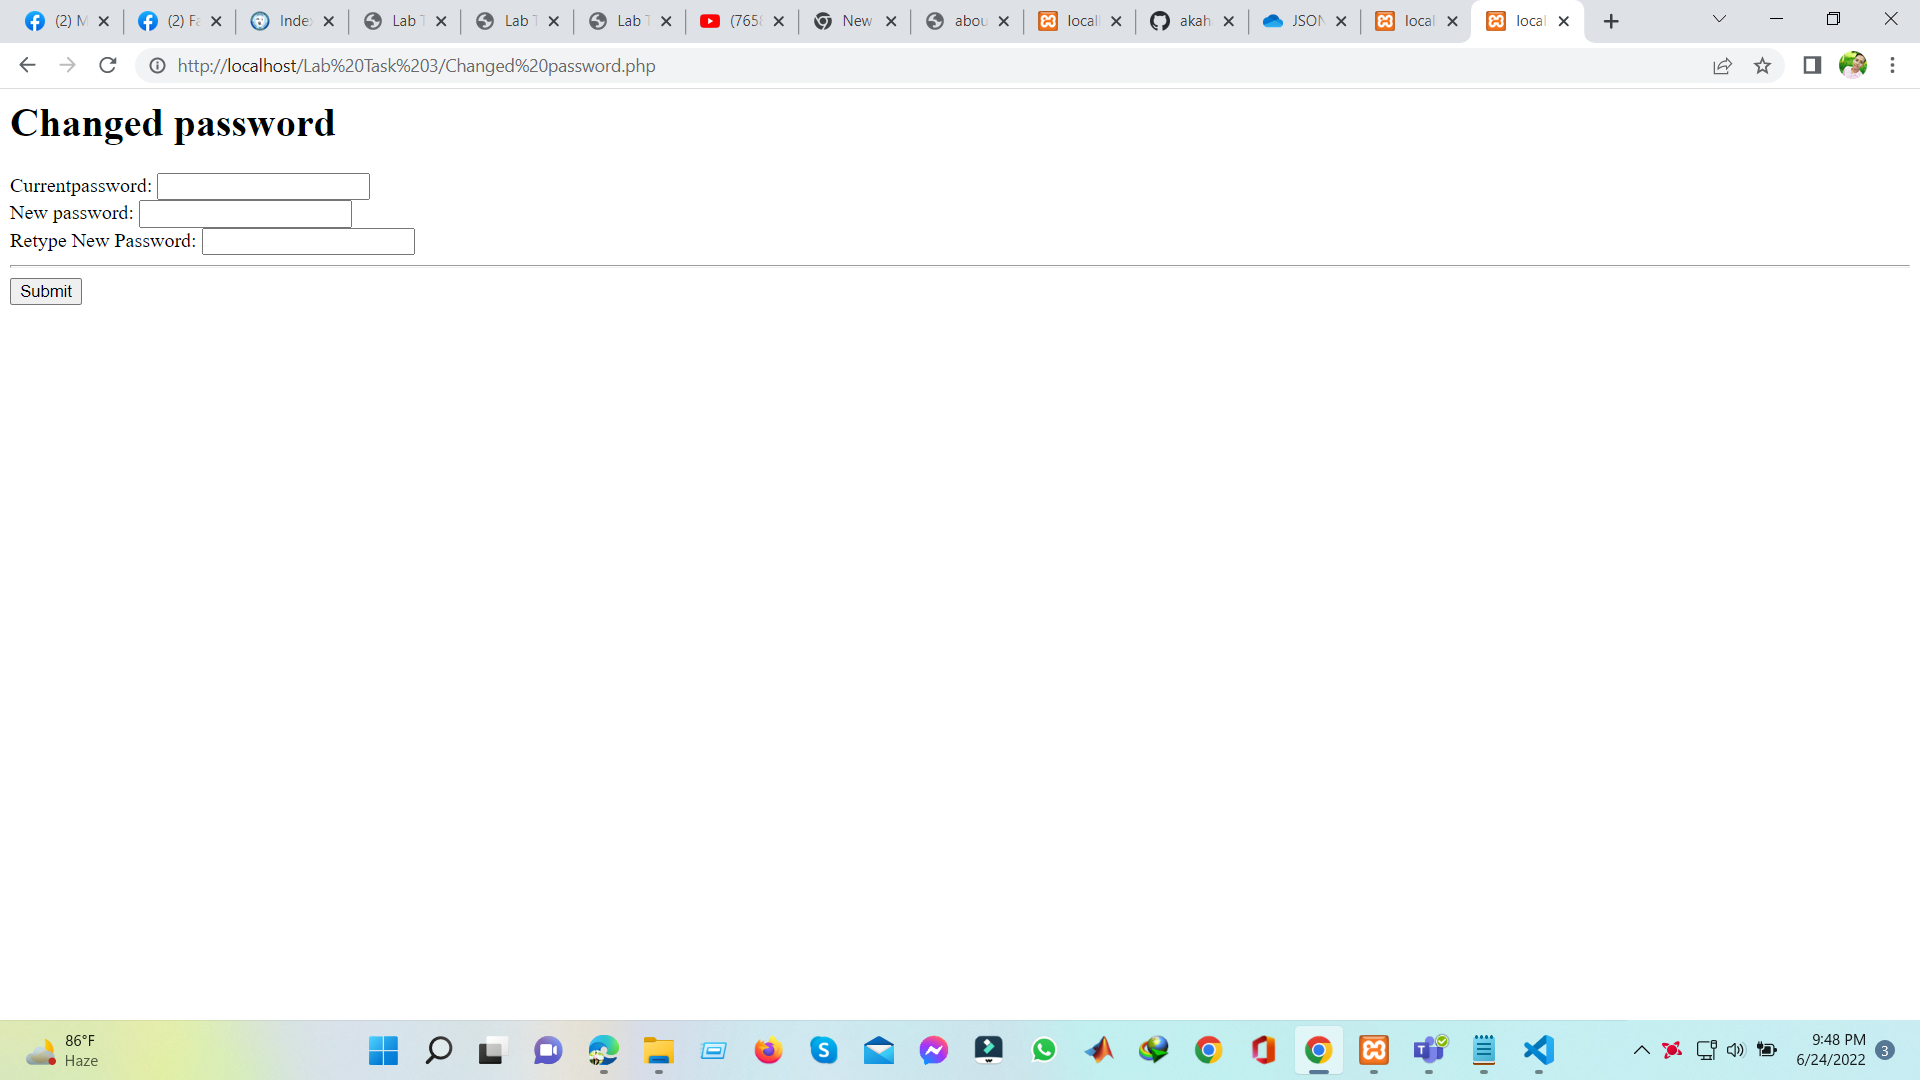 (2) M
(2) Fa
Index
Lab T
Lab T
Lab T
(7658
New
abou
local
akah
JSON
local
local
http://localhost/Lab%20Task%203/Changed%20password.php
Changed password
Currentpassword:
New password:
Retype New Password:
Submit
86°F
Haze
9:48 PM
6/24/2022
3